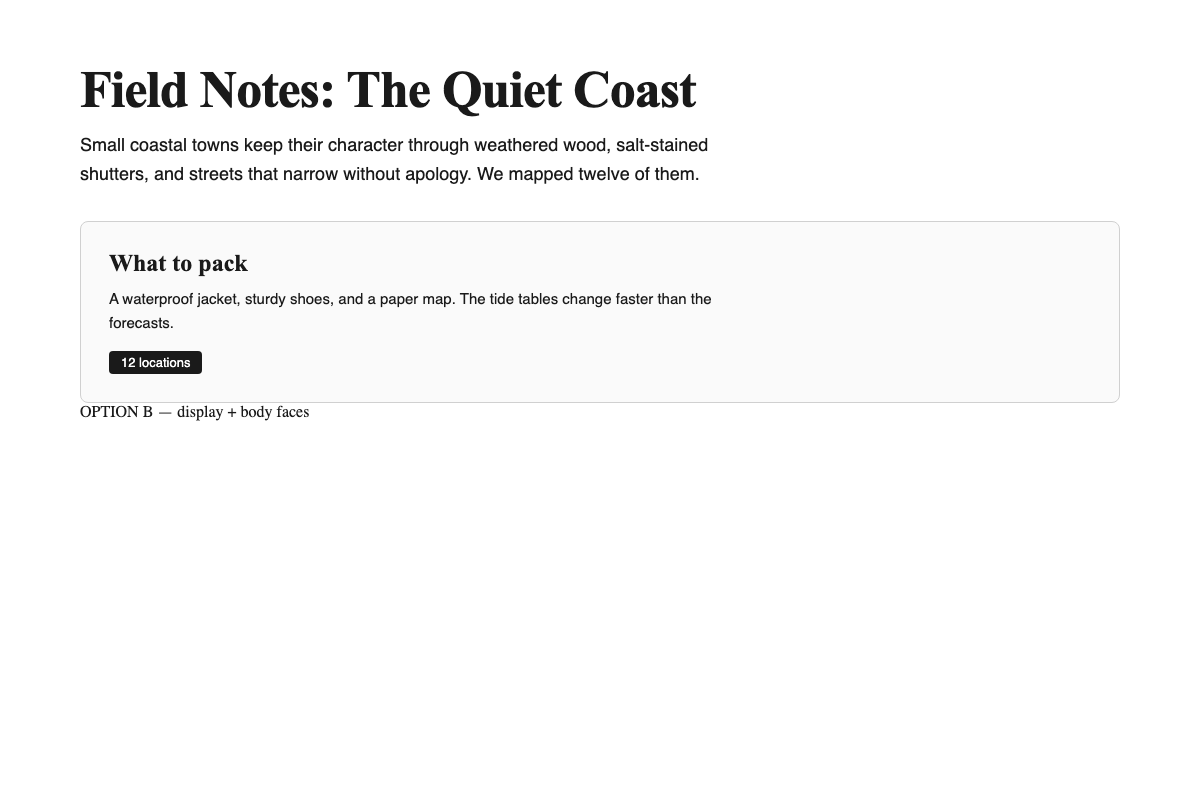 Field Notes: The Quiet Coast
Small coastal towns keep their character through weathered wood, salt-stained
shutters, and streets that narrow without apology. We mapped twelve of them.
What to pack
A waterproof jacket, sturdy shoes, and a paper map. The tide tables change faster than the
forecasts.
12 locations
OPTION B — display + body faces